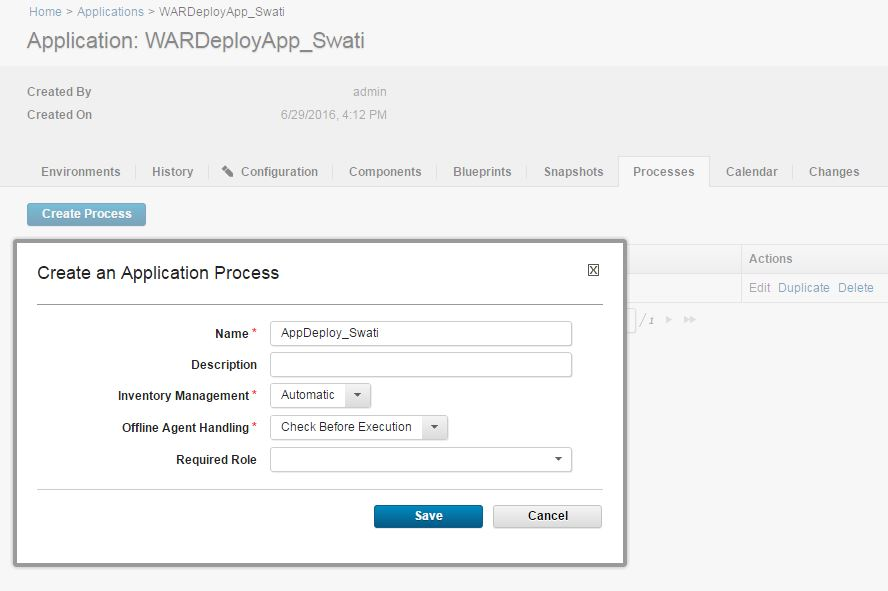 Home > Applications > WARDeployApp_Swati
Application: WARDeployApp_Swati
Created By admin
Created On 6/29/2016, 4:12 PM
Environments History Configuration Components Blueprints Snapshots Processes Calendar Changes
Create Process
Actions
Edit Duplicate Delete
/ 1
Create an Application Process
Name * AppDeploy_Swati
Description
Inventory Management * Automatic
Offline Agent Handling * Check Before Execution
Required Role
Save Cancel